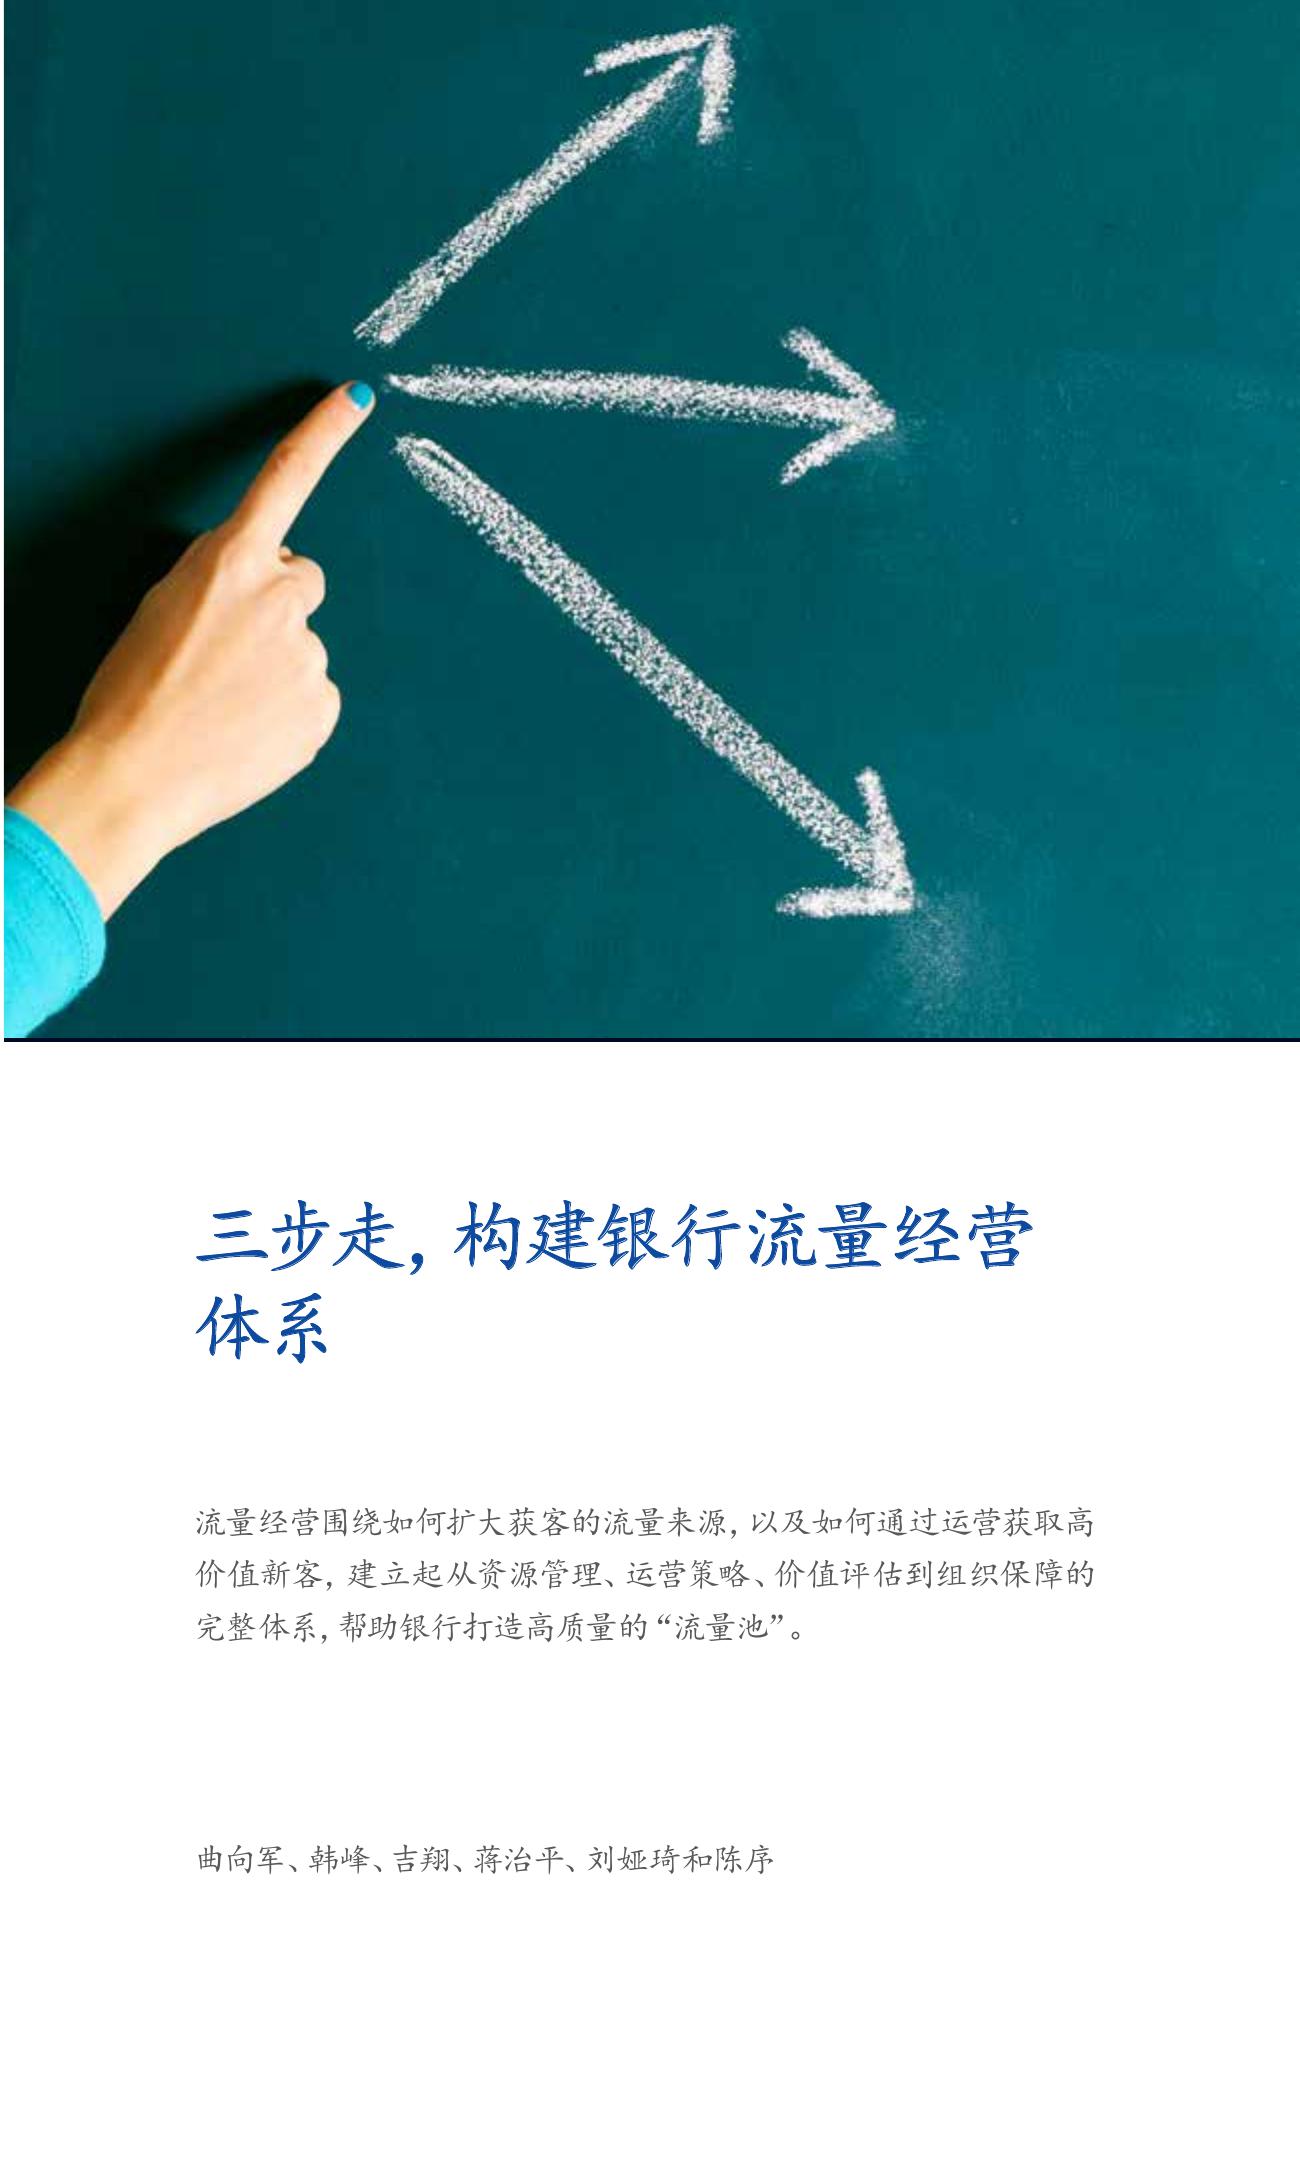 三步走，构建银行流量经营
体系
流量经营围绕如何扩大获客的流量来源，以及如何通过运营获取高
价值新客，建立起从资源管理、运营策略、价值评估到组织保障的
完整体系，帮助银行打造高质量的“流量池”。
曲向军、韩峰、吉翔、蒋治平、刘娅琦和陈序